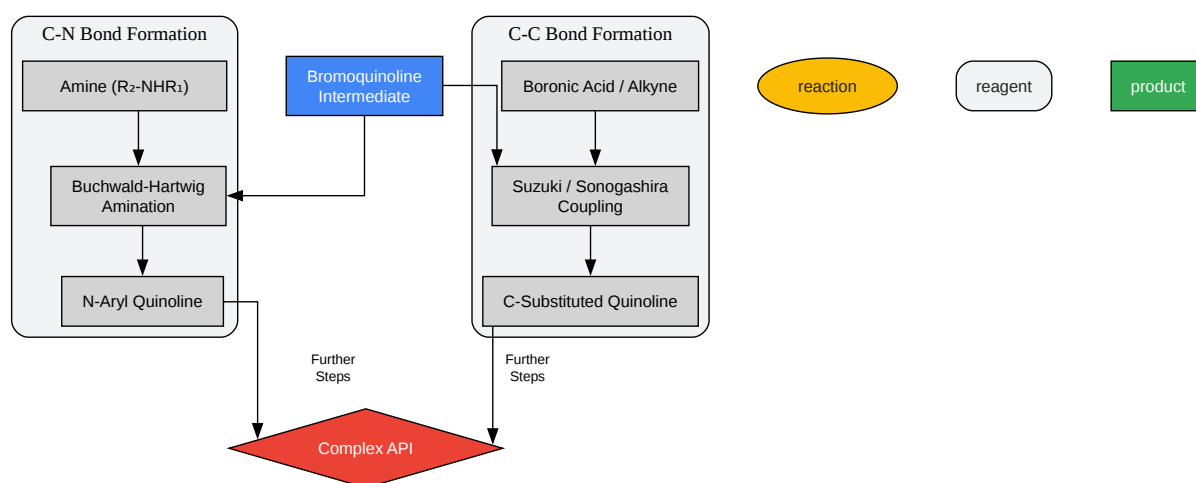 C-N Bond Formation
Amine (R₂-NHR₁)
Buchwald-Hartwig
Amination
N-Aryl Quinoline
Bromoquinoline
Intermediate
C-C Bond Formation
Boronic Acid / Alkyne
Suzuki / Sonogashira
Coupling
C-Substituted Quinoline
Further
Steps
Further
Steps
Complex API
reaction
reagent
product